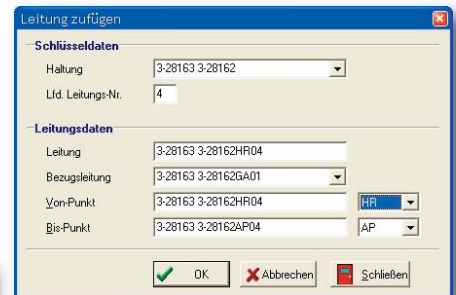 Leitung zufügen
Schlüsseldaten
Haltung 3-28163 3-28162
Lfd. Leitungs-Nr. 4
Leitungsdaten
Leitung 3-28163 3-28162HR04
Bezugsleitung 3-28163 3-28162GA01
Von-Punkt 3-28163 3-28162HR04 HR
Bis-Punkt 3-28163 3-28162AP04 AP
OK Abbrechen Schließen